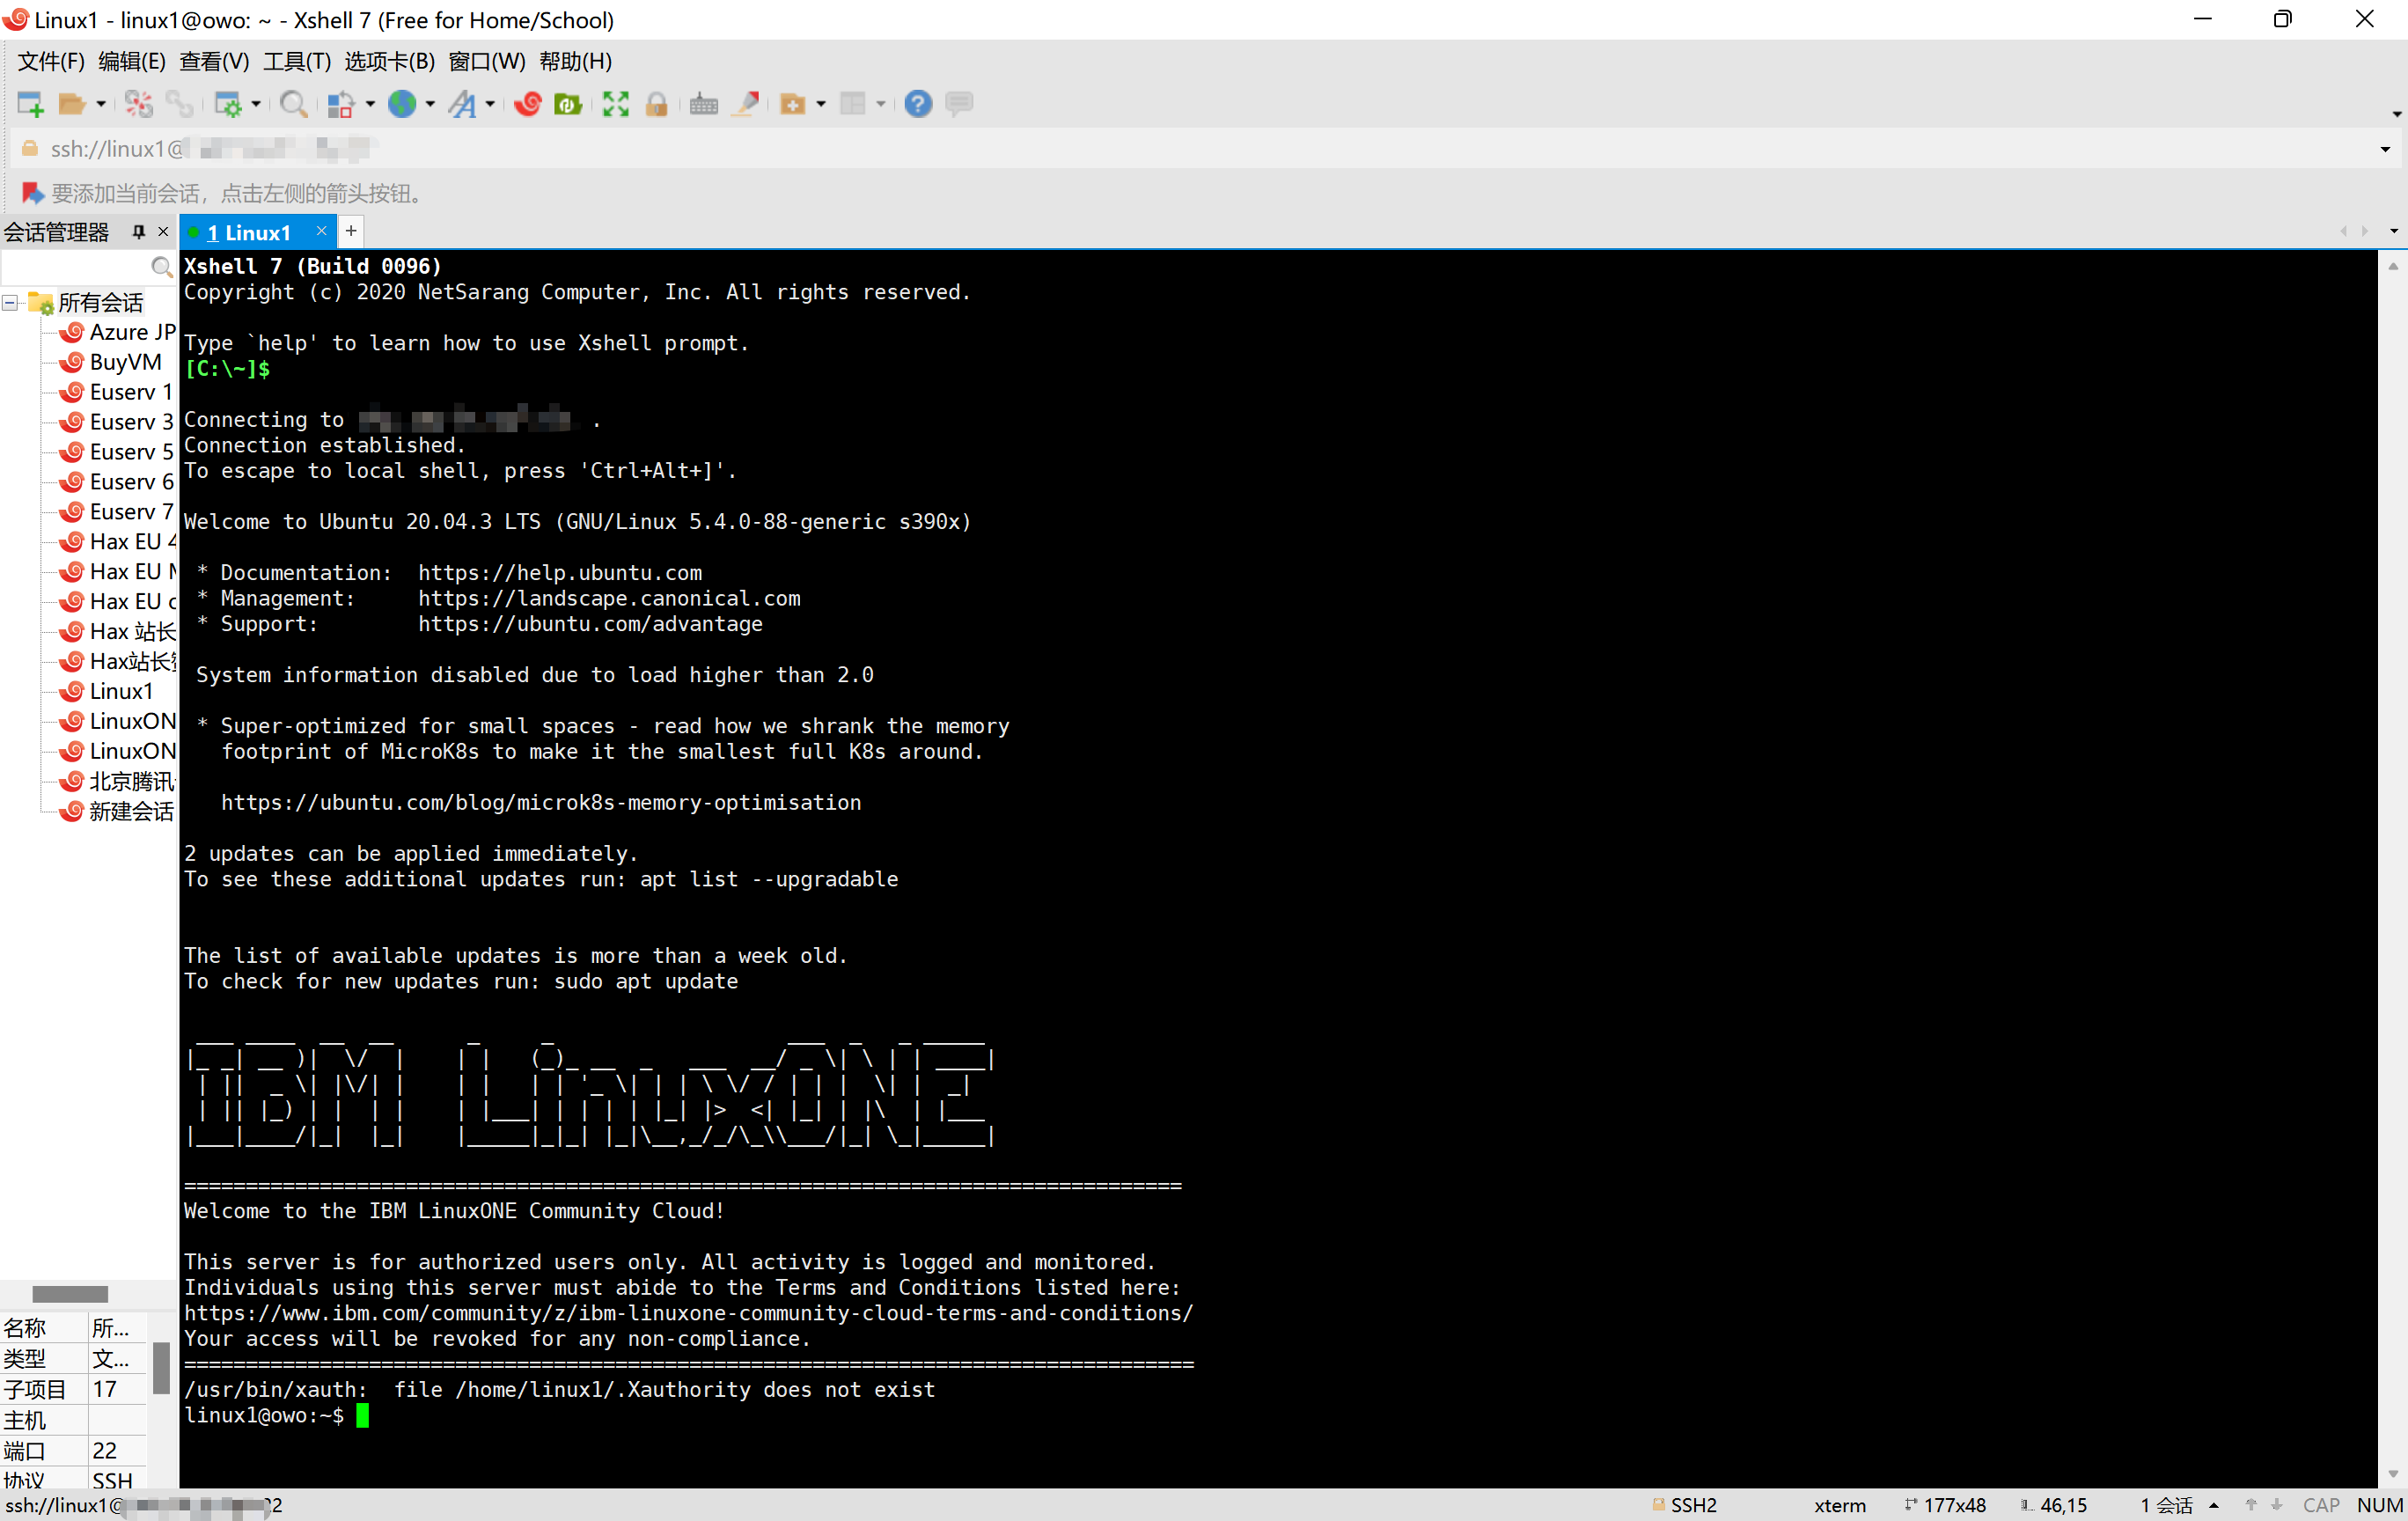 Linux1 - linux1@owo: ~ - Xshell 7 (Free for Home/School)
文件(F) 编辑(E) 查看(V) 工具(T) 选项卡(B) 窗口(W) 帮助(H)
ssh://linux1@
要添加当前会话，点击左侧的箭头按钮。
会话管理器
1 Linux1
所有会话
Azure JP
BuyVM
Euserv 1
Euserv 3
Euserv 5
Euserv 6
Euserv 7
Hax EU 4
Hax EU
Hax EU
Hax 站长
Hax站长
Linux1
LinuxON
LinuxON
北京腾讯
新建会话
名称 所...
类型 文...
子项目 17
主机
端口 22
协议 SSH
Xshell 7 (Build 0096)
Copyright (c) 2020 NetSarang Computer, Inc. All rights reserved.
Type `help' to learn how to use Xshell prompt.
[C:\~]$
Connecting to .
Connection established.
To escape to local shell, press 'Ctrl+Alt+]'.
Welcome to Ubuntu 20.04.3 LTS (GNU/Linux 5.4.0-88-generic s390x)
* Documentation:  https://help.ubuntu.com
* Management:     https://landscape.canonical.com
* Support:        https://ubuntu.com/advantage
System information disabled due to load higher than 2.0
* Super-optimized for small spaces - read how we shrank the memory
footprint of MicroK8s to make it the smallest full K8s around.
https://ubuntu.com/blog/microk8s-memory-optimisation
2 updates can be applied immediately.
To see these additional updates run: apt list --upgradable
The list of available updates is more than a week old.
To check for new updates run: sudo apt update
IBM LinuxONE
Welcome to the IBM LinuxONE Community Cloud!
This server is for authorized users only. All activity is logged and monitored.
Individuals using this server must abide to the Terms and Conditions listed here:
https://www.ibm.com/community/z/ibm-linuxone-community-cloud-terms-and-conditions/
Your access will be revoked for any non-compliance.
/usr/bin/xauth:  file /home/linux1/.Xauthority does not exist
linux1@owo:~$
ssh://linux1@ SSH2 xterm 177x48 46,15 1 会话 CAP NUM